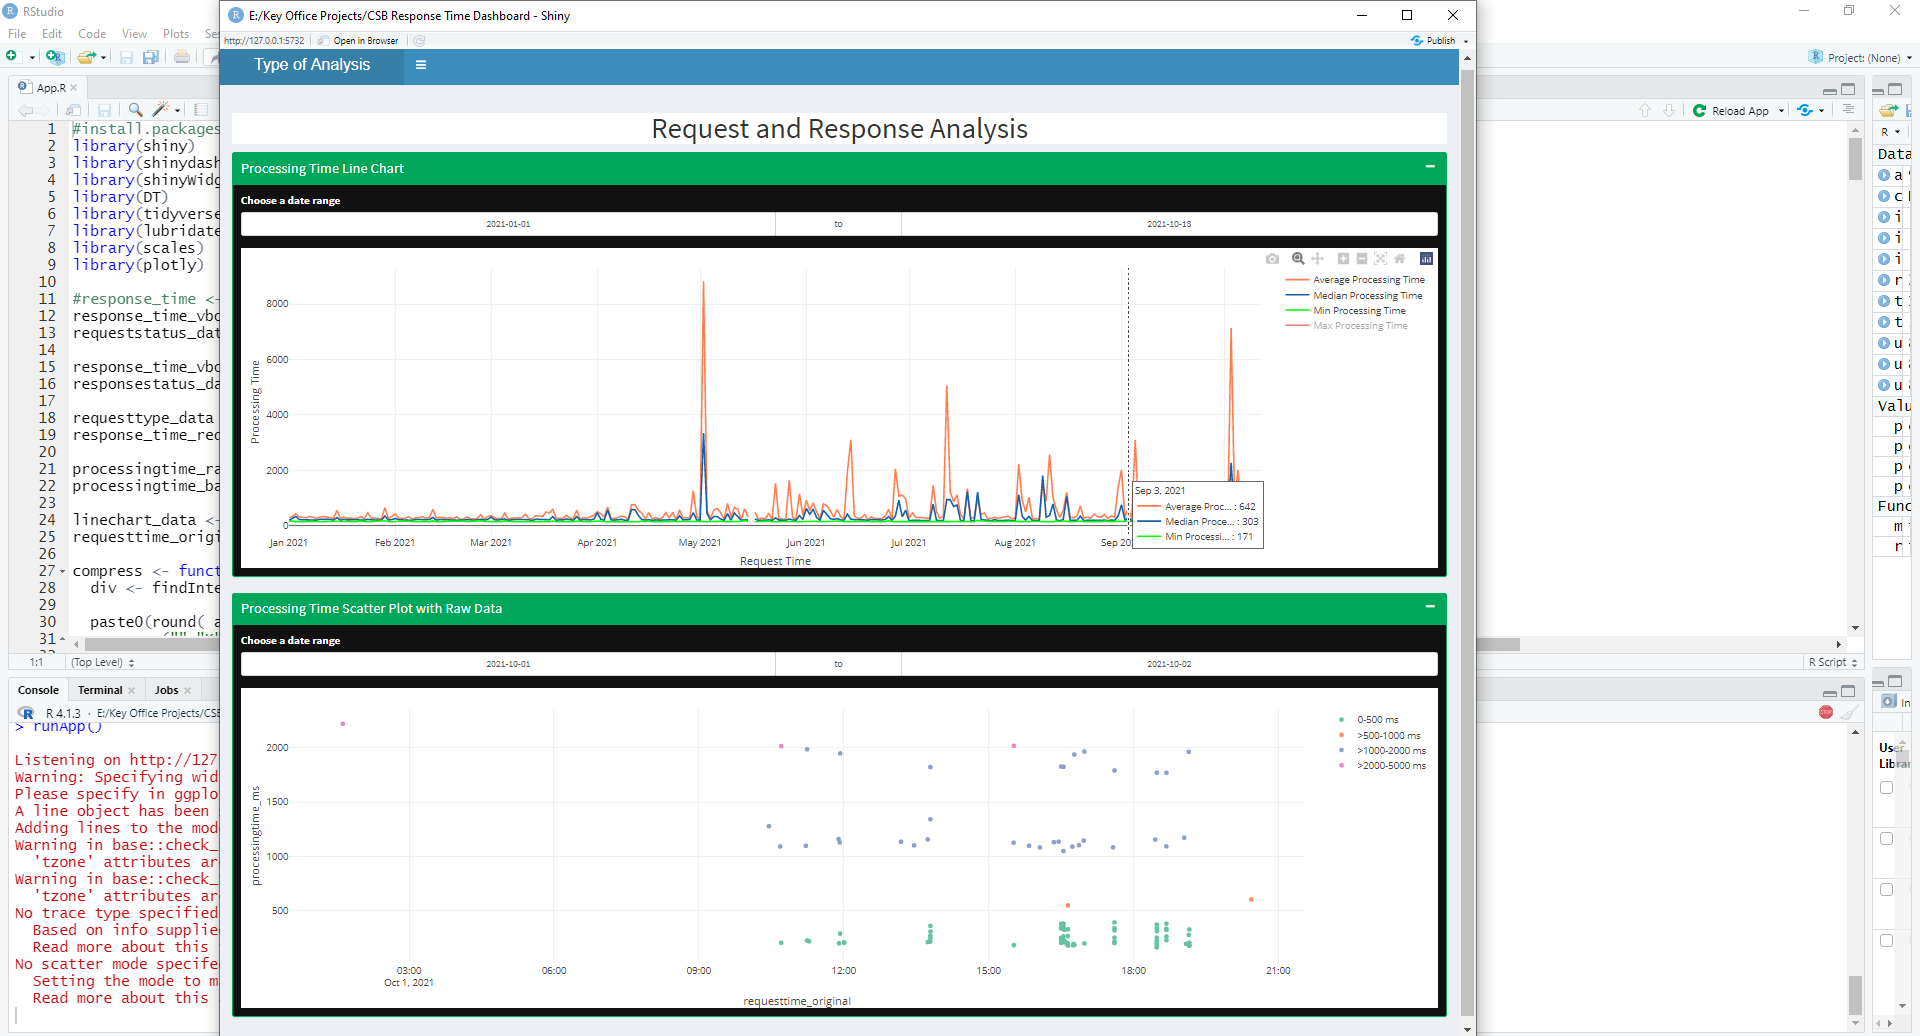 RStudio
File Edit Code View Plots
E:/Key Office Projects/CSB Response Time Dashboard - Shiny
http://127.0.0.1:5732 Open in Browser Publish
Project: (None)
Type of Analysis
App.R
Reload App
R
Request and Response Analysis
Processing Time Line Chart
Choose a date range
2021-01-01 to 2021-10-13
Average Processing Time
Median Processing Time
Min Processing Time
Max Processing Time
8000
6000
4000
2000
0
Processing Time
Sep 3, 2021
Average Proc... : 642
Median Proce... : 303
Min Processi... : 171
Jan 2021 Feb 2021 Mar 2021 Apr 2021 May 2021 Jun 2021 Jul 2021 Aug 2021 Sep 20
Request Time
Processing Time Scatter Plot with Raw Data
Choose a date range
2021-10-01 to 2021-10-02
0-500 ms
>500-1000 ms
>1000-2000 ms
>2000-5000 ms
2000
1500
1000
500
processingtime_ms
03:00 06:00 09:00 12:00 15:00 18:00 21:00
Oct 1, 2021
requesttime_original
1 #install.packages
2 library(shiny)
3 library(shinydash
4 library(shinyWidg
5 library(DT)
6 library(tidyverse
7 library(lubridate
8 library(scales)
9 library(plotly)
10
11 #response_time <-
12 response_time_vbo
13 requeststatus_dat
14
15 response_time_vbo
16 responsestatus_da
17
18 requesttype_data
19 response_time_req
20
21 processingtime_ra
22 processingtime_ba
23
24 linechart_data <-
25 requesttime_origi
26
27 compress <- funct
28 div <- findInte
29
30 paste0(round( a
31
1:1 (Top Level) R Script
Console Terminal Jobs
R 4.1.3 · E:/Key Office Projects/CSB
> runApp()
Listening on http://127
Warning: Specifying wid
Please specify in ggplo
A line object has been
Adding lines to the mod
Warning in base::check_
'tzone' attributes ar
Warning in base::check_
'tzone' attributes ar
No trace type specified
Based on info supplie
Read more about this
No scatter mode specife
Setting the mode to m
Read more about this
Data
Func
User
Libra